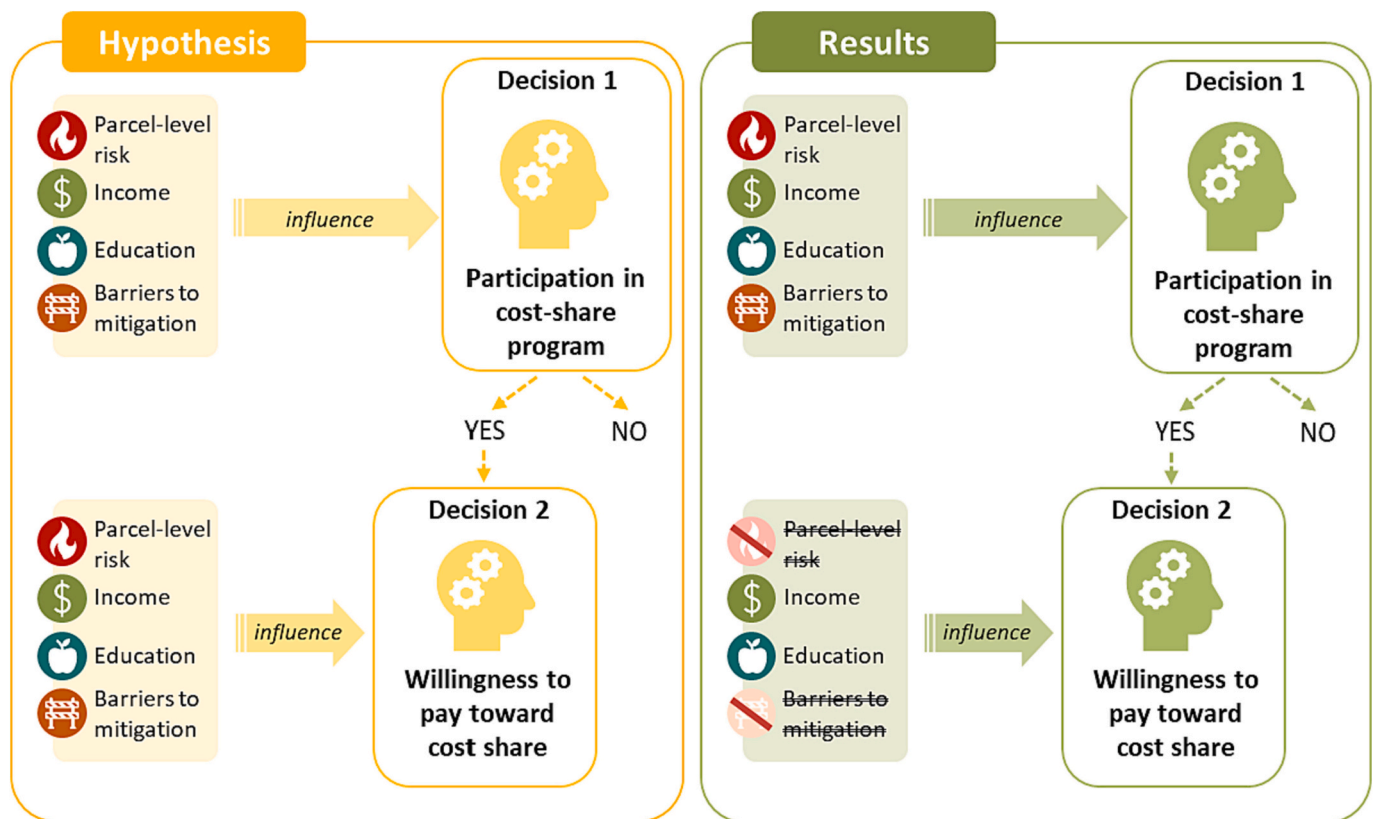 Hypothesis
Parcel-level
risk
Income
Education
Barriers to
mitigation
influence
Decision 1
Participation in
cost-share
program
YES
NO
Parcel-level
risk
Income
Education
Barriers to
mitigation
influence
Decision 2
Willingness to
pay toward
cost share
Results
Parcel-level
risk
Income
Education
Barriers to
mitigation
influence
Decision 1
Participation in
cost-share
program
YES
NO
Parcel-level
risk
Income
Education
Barriers to
mitigation
influence
Decision 2
Willingness to
pay toward
cost share